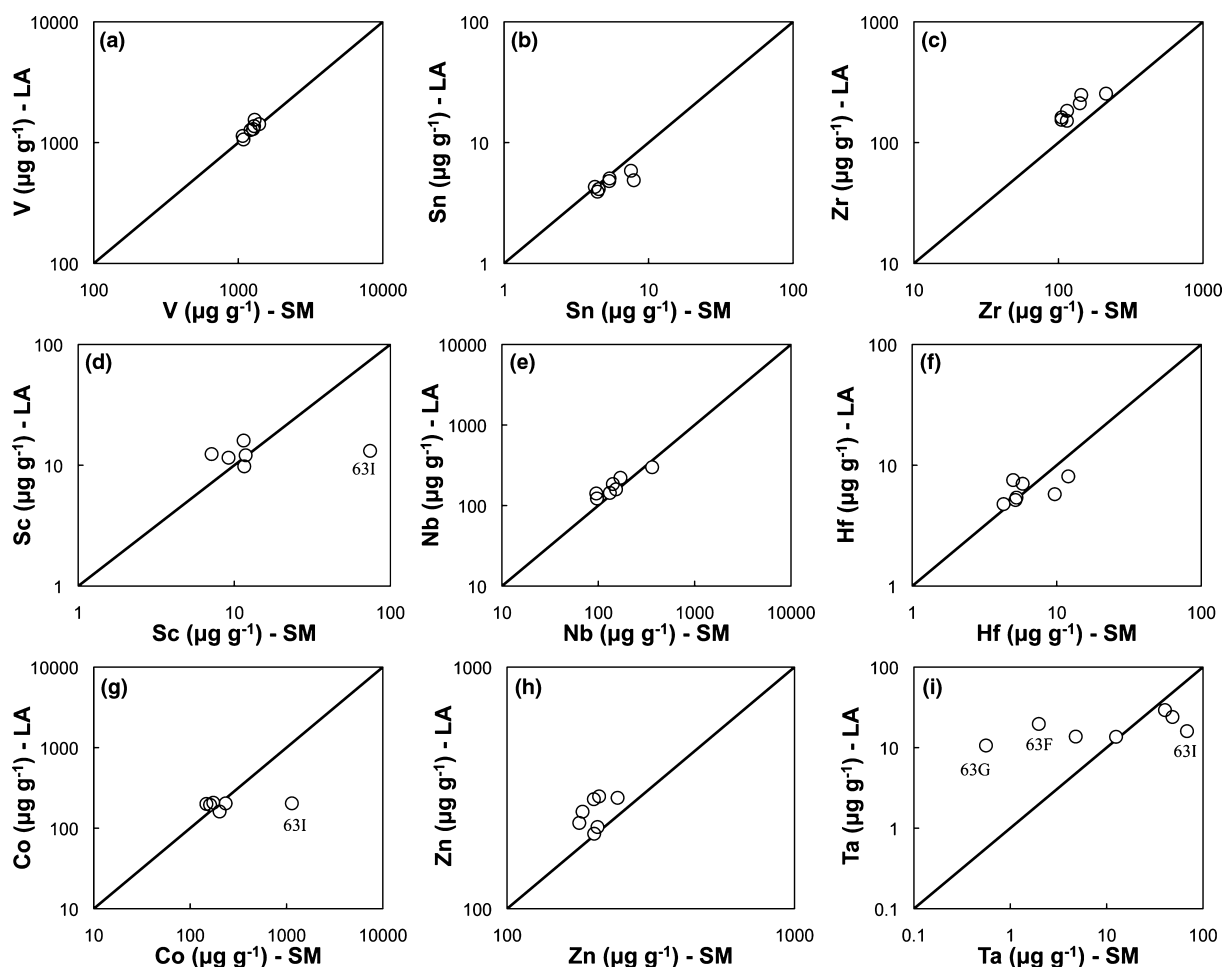 (a)
V (µg g⁻¹) - LA
10000
1000
100
100
1000
10000
V (µg g⁻¹) - SM
(b)
Sn (µg g⁻¹) - LA
100
10
1
1
10
100
Sn (µg g⁻¹) - SM
(c)
Zr (µg g⁻¹) - LA
1000
100
10
10
100
1000
Zr (µg g⁻¹) - SM
(d)
Sc (µg g⁻¹) - LA
100
10
1
63I
1
10
100
Sc (µg g⁻¹) - SM
(e)
Nb (µg g⁻¹) - LA
10000
1000
100
10
10
100
1000
10000
Nb (µg g⁻¹) - SM
(f)
Hf (µg g⁻¹) - LA
100
10
1
1
10
100
Hf (µg g⁻¹) - SM
(g)
Co (µg g⁻¹) - LA
10000
1000
100
10
63I
10
100
1000
10000
Co (µg g⁻¹) - SM
(h)
Zn (µg g⁻¹) - LA
1000
100
100
1000
Zn (µg g⁻¹) - SM
(i)
Ta (µg g⁻¹) - LA
100
10
1
0.1
63G
63F
63I
0.1
1
10
100
Ta (µg g⁻¹) - SM